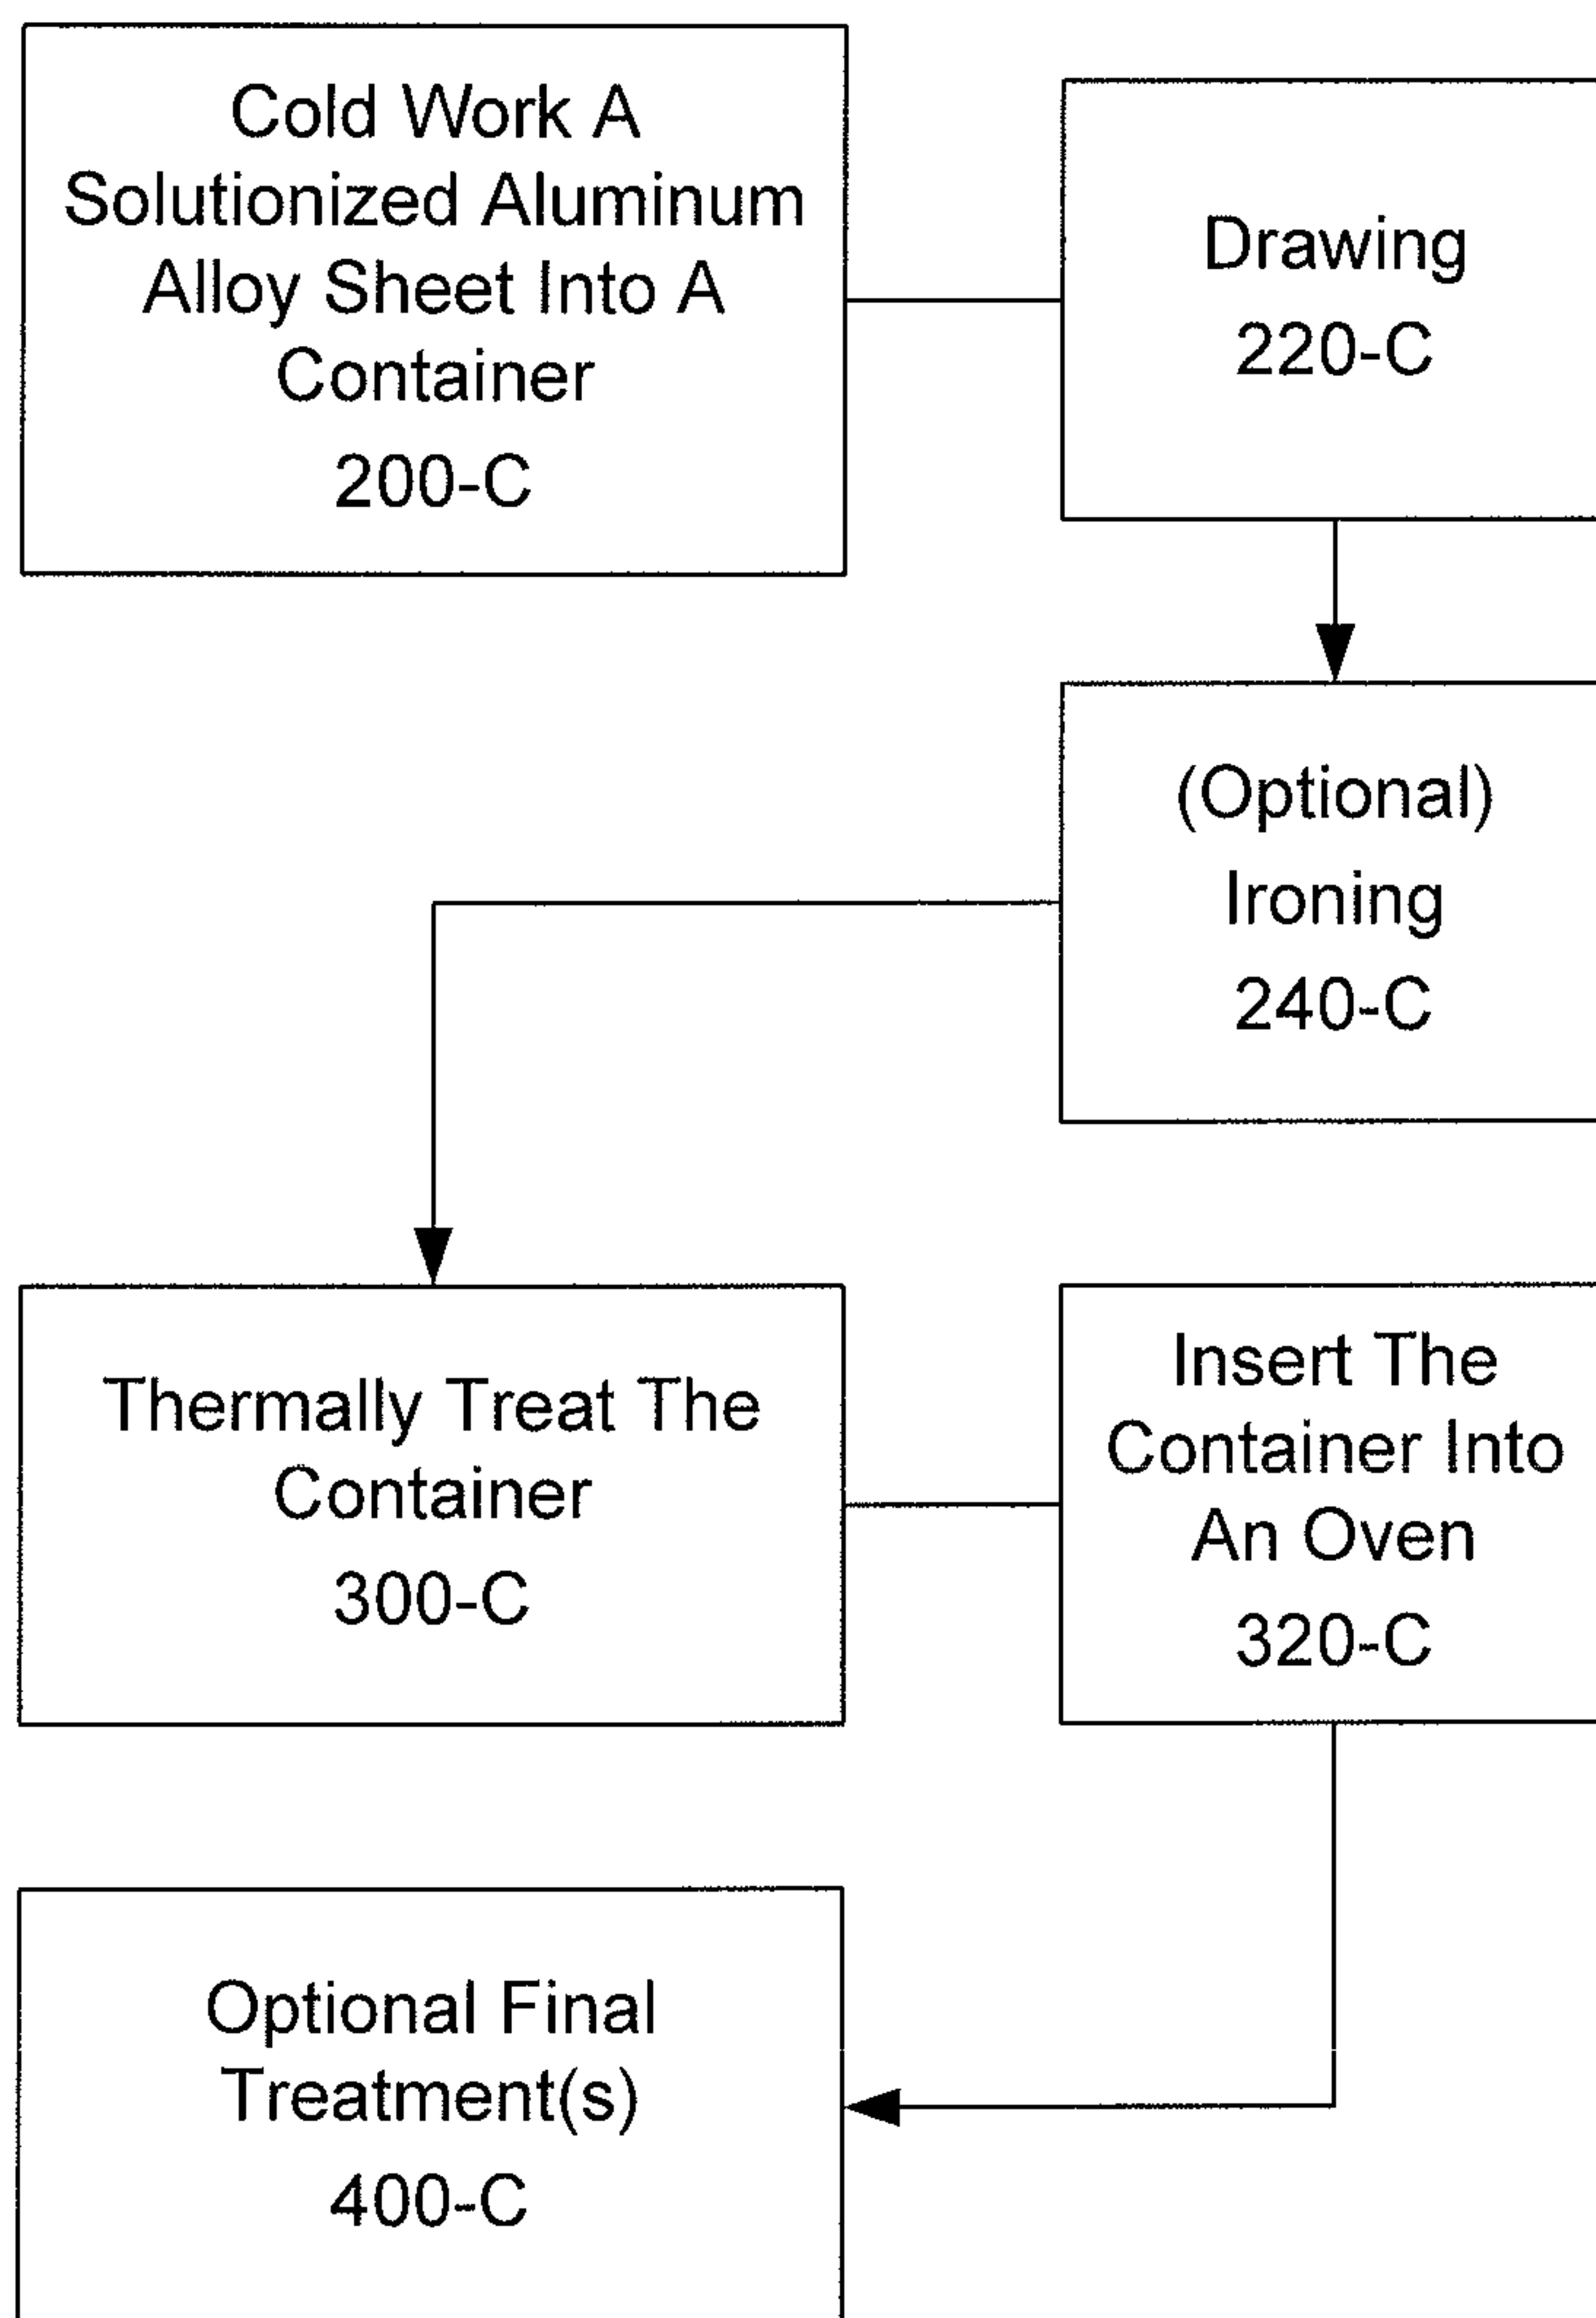 Cold Work A
Solutionized Aluminum
Alloy Sheet Into A
Container
200-C
Drawing
220-C
(Optional)
Ironing
240-C
Thermally Treat The
Container
300-C
Insert The
Container Into
An Oven
320-C
Optional Final
Treatment(s)
400-C